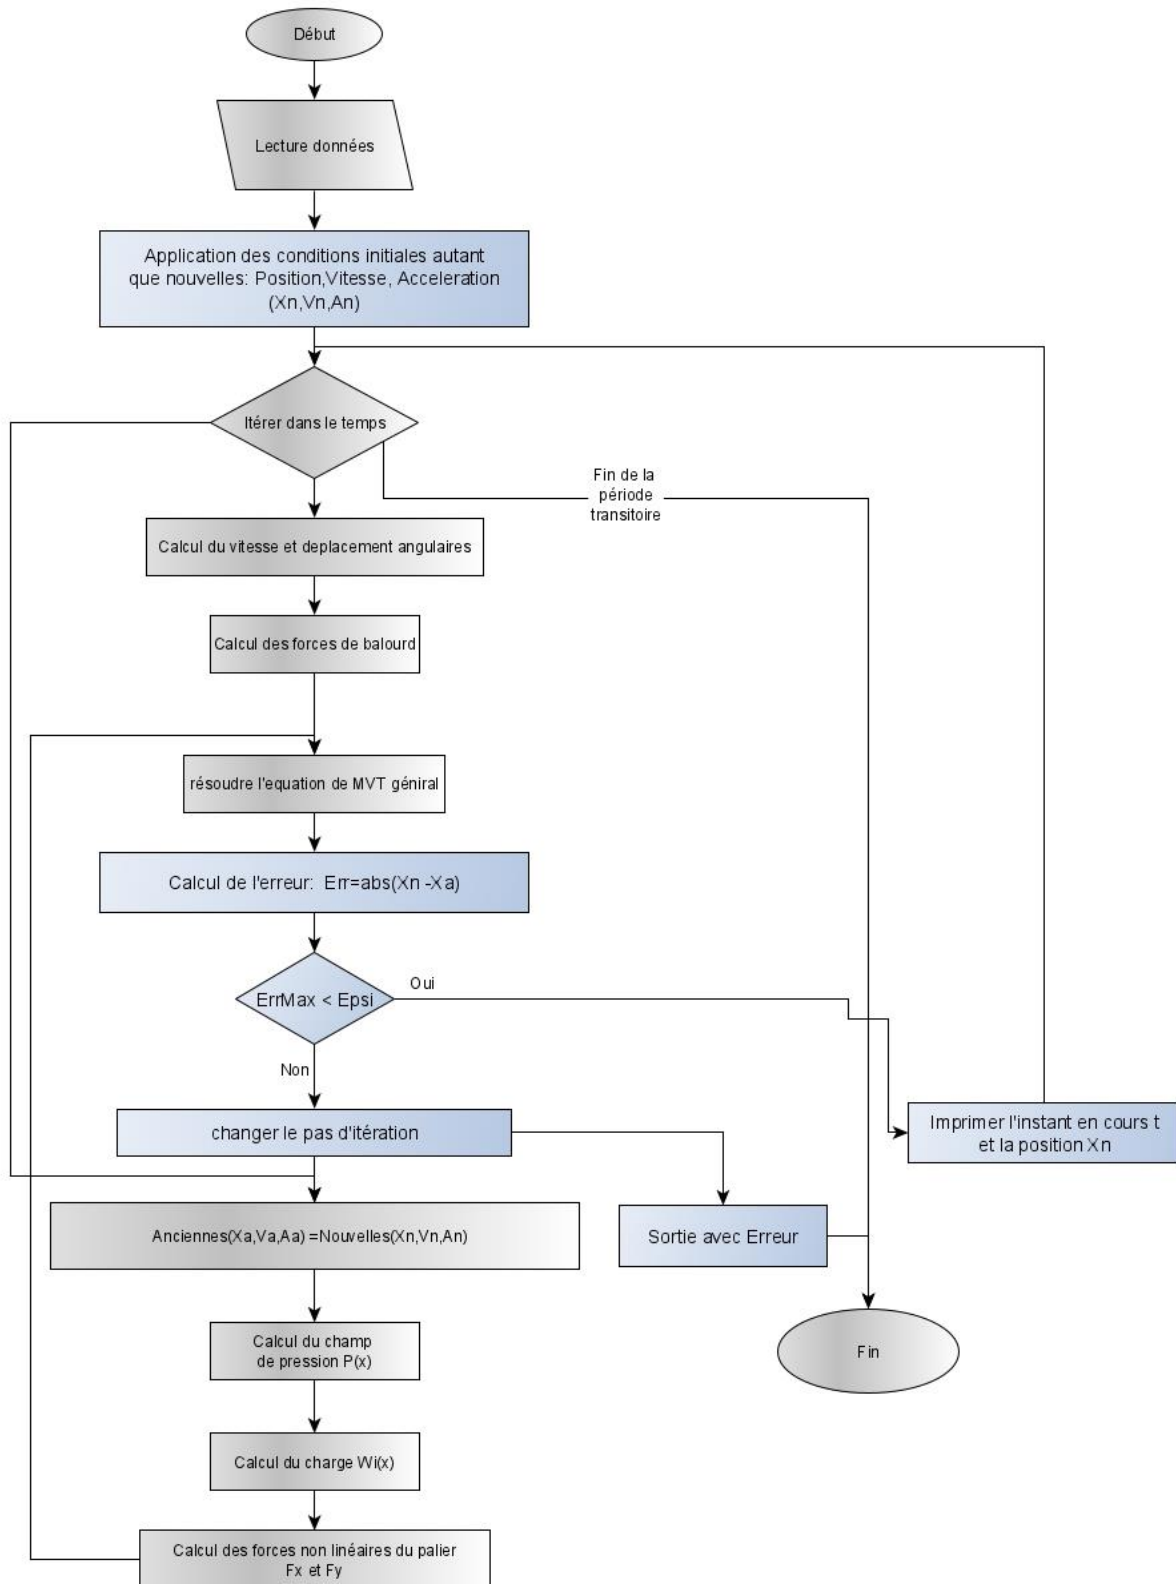 Début
Lecture données
Application des conditions initiales autant
que nouvelles: Position,Vitesse, Acceleration
(Xn,Vn,An)
Itérer dans le temps
Fin de la
période
transitoire
Calcul du vitesse et deplacement angulaires
Calcul des forces de balourd
résoudre l'equation de MVT géniral
Calcul de l'erreur: Err=abs(Xn -Xa)
ErrMax < Epsi
Oui
Non
changer le pas d'itération
Imprimer l'instant en cours t
et la position Xn
Anciennes(Xa,Va,Aa) =Nouvelles(Xn,Vn,An)
Sortie avec Erreur
Calcul du champ
de pression P(x)
Fin
Calcul du charge Wi(x)
Calcul des forces non linéaires du palier
Fx et Fy